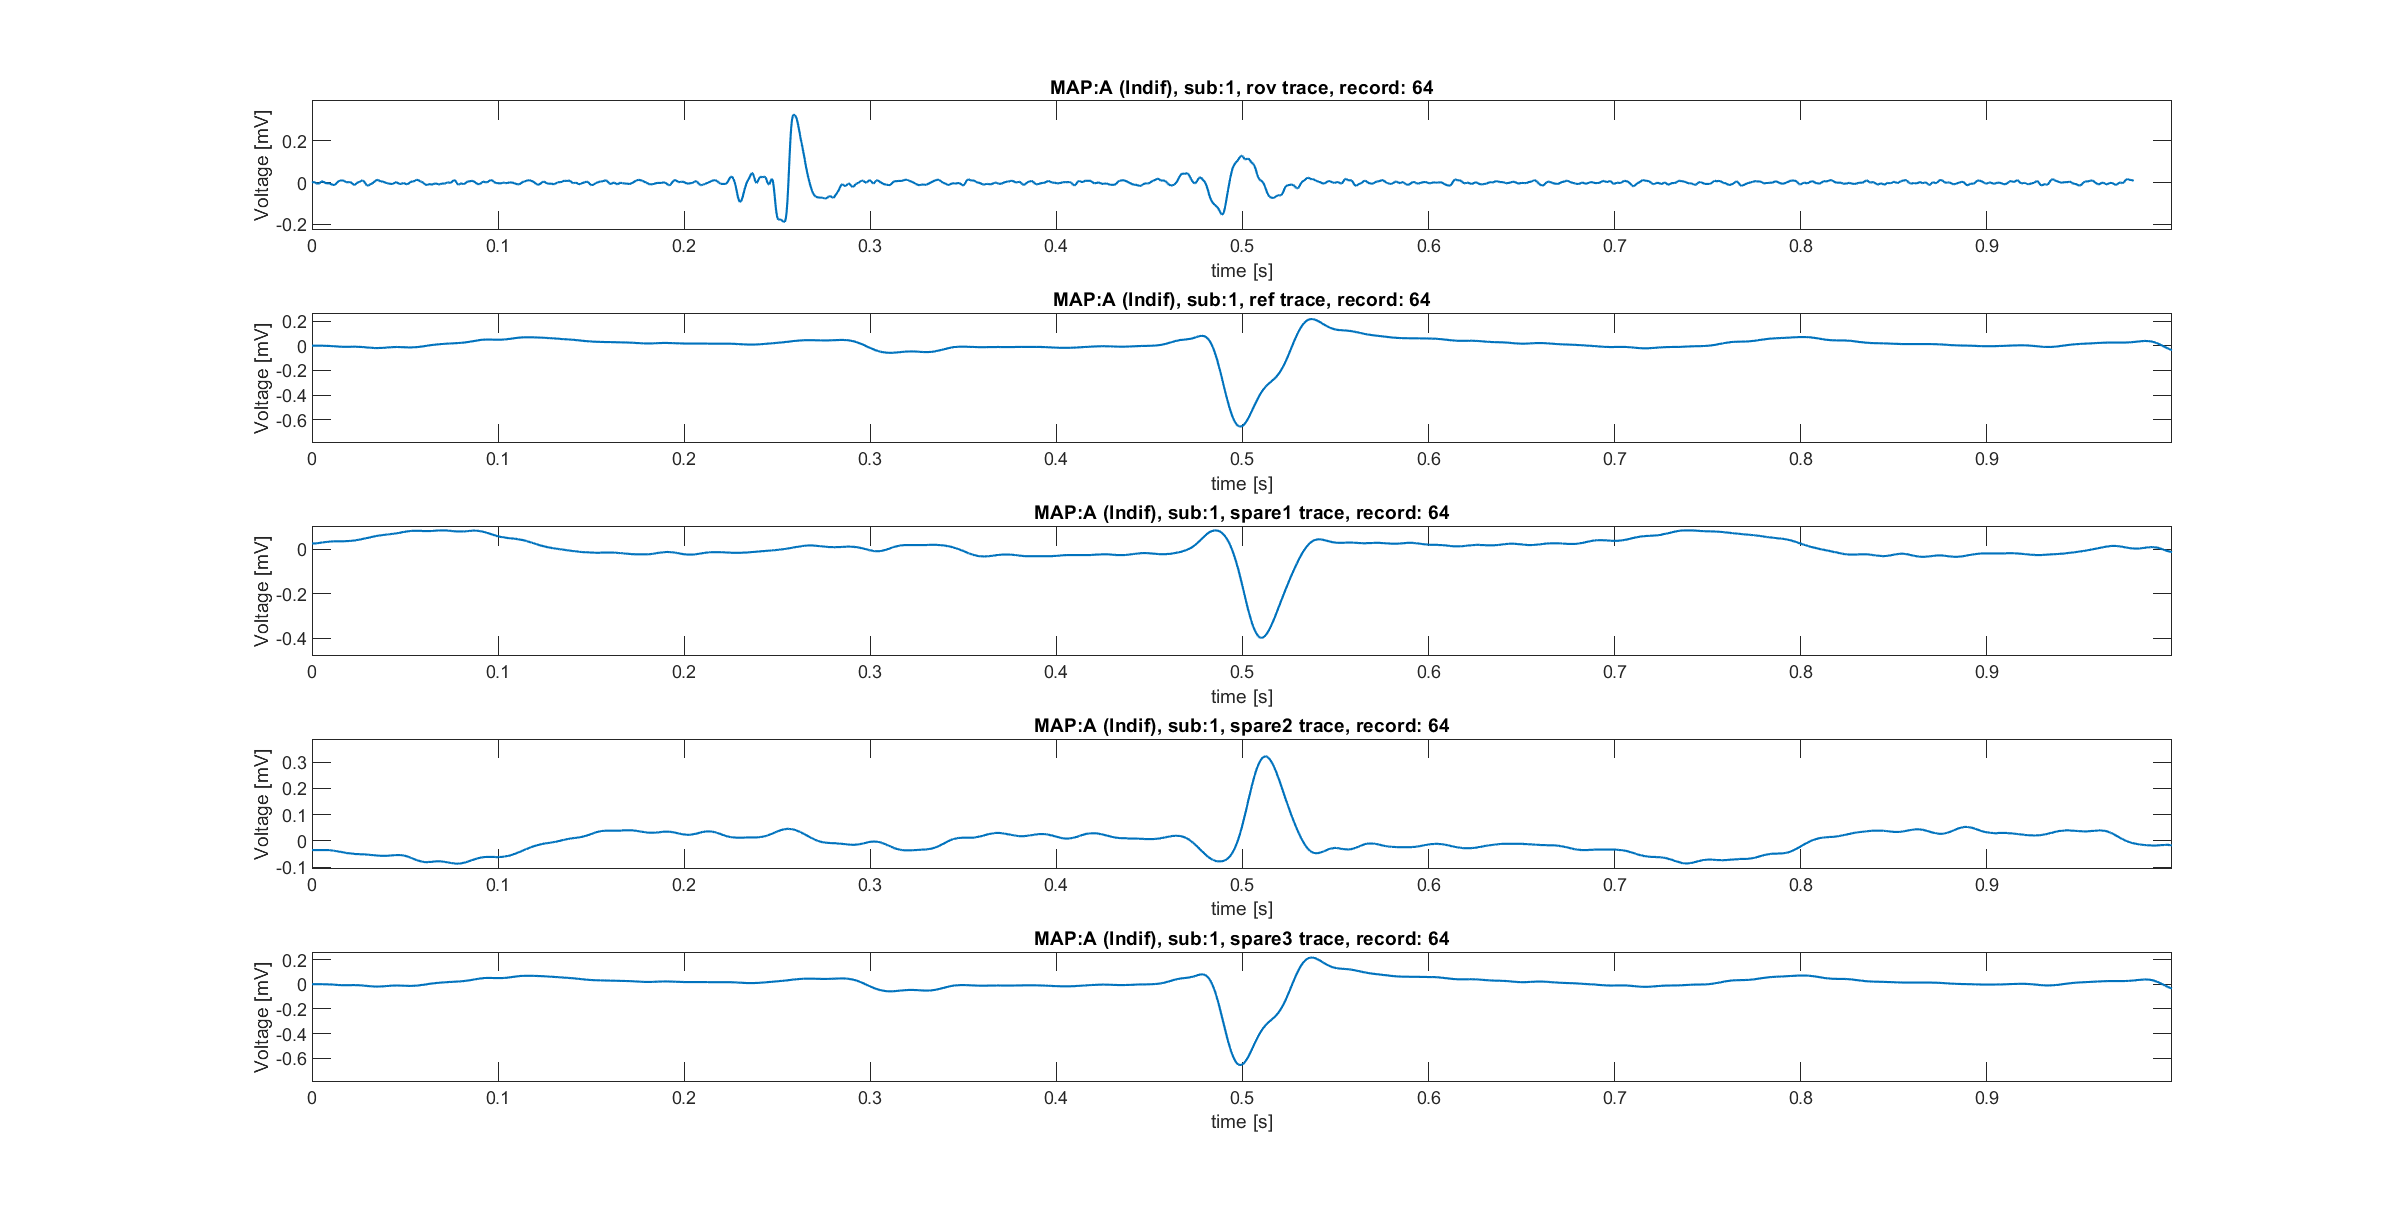 MAP:A (Indif), sub:1, rov trace, record: 64
Voltage [mV]
0.2
0
-0.2
0 0.1 0.2 0.3 0.4 0.5 0.6 0.7 0.8 0.9
time [s]
MAP:A (Indif), sub:1, ref trace, record: 64
Voltage [mV]
0.2
0
-0.2
-0.4
-0.6
0 0.1 0.2 0.3 0.4 0.5 0.6 0.7 0.8 0.9
time [s]
MAP:A (Indif), sub:1, spare1 trace, record: 64
Voltage [mV]
0
-0.2
-0.4
0 0.1 0.2 0.3 0.4 0.5 0.6 0.7 0.8 0.9
time [s]
MAP:A (Indif), sub:1, spare2 trace, record: 64
Voltage [mV]
0.3
0.2
0.1
0
-0.1
0 0.1 0.2 0.3 0.4 0.5 0.6 0.7 0.8 0.9
time [s]
MAP:A (Indif), sub:1, spare3 trace, record: 64
Voltage [mV]
0.2
0
-0.2
-0.4
-0.6
0 0.1 0.2 0.3 0.4 0.5 0.6 0.7 0.8 0.9
time [s]